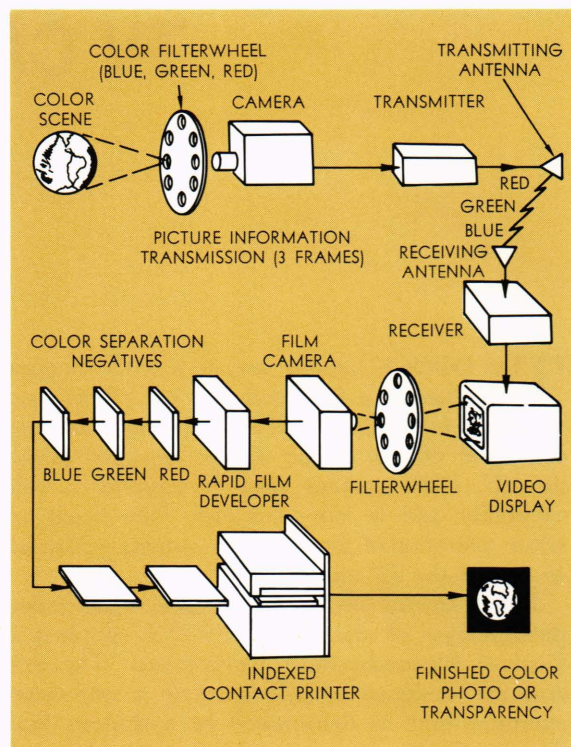 COLOR FILTERWHEEL
(BLUE, GREEN, RED)
TRANSMITTING
ANTENNA
COLOR
SCENE
CAMERA
TRANSMITTER
RED
GREEN
BLUE
PICTURE INFORMATION
TRANSMISSION (3 FRAMES)
RECEIVING
ANTENNA
RECEIVER
COLOR SEPARATION
NEGATIVES
FILM
CAMERA
BLUE GREEN RED
RAPID FILM
DEVELOPER
FILTERWHEEL
VIDEO
DISPLAY
INDEXED
CONTACT PRINTER
FINISHED COLOR
PHOTO OR
TRANSPARENCY